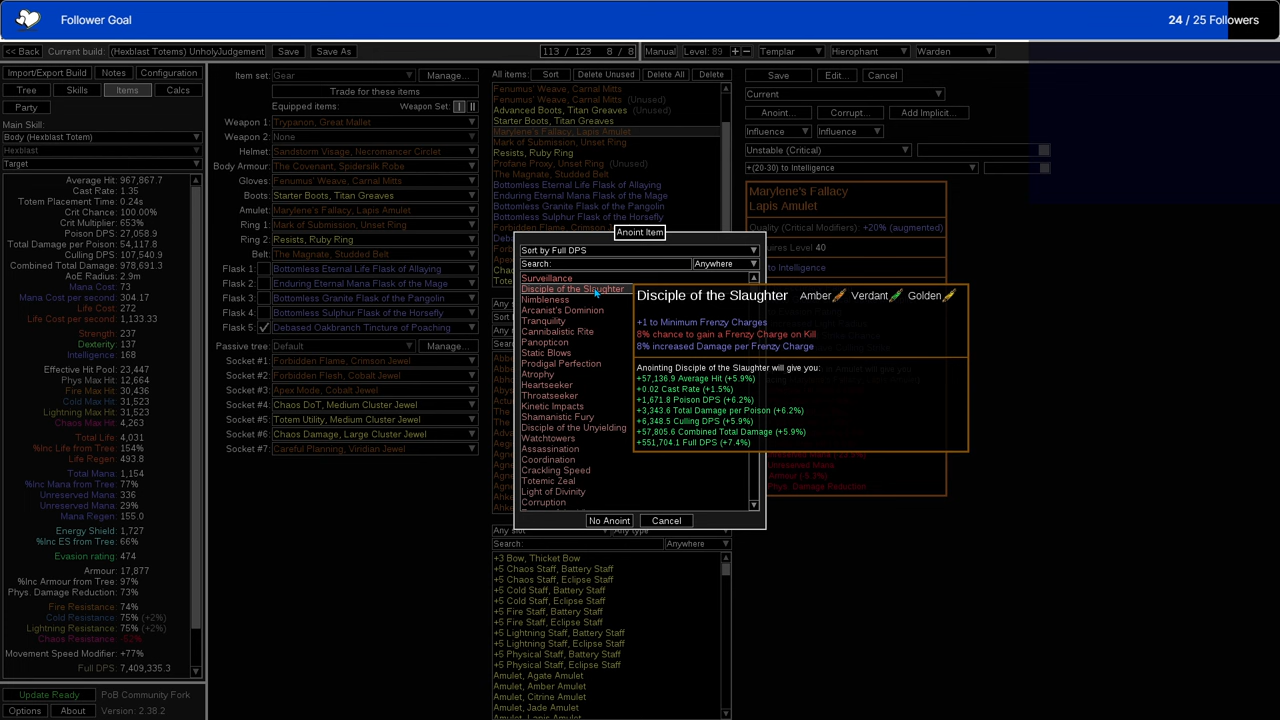 Follower Goal
24 / 25 Followers
<< Back
Current build:
(Hexblast Totems) UnholyJudgement
Save
Save As
113 / 123 8 / 8
Manual
Level: 89
+
Templar
Hierophant
Warden
Import/Export Build
Notes
Configuration
Tree
Skills
Items
Calcs
Party
Main Skill:
Body (Hexblast Totem)
Hexblast
Target
Average Hit: 967,867.7
Cast Rate: 1.35
Totem Placement Time: 0.24s
Crit Chance: 100.00%
Crit Multiplier: 653%
Poison DPS: 27,058.9
Total Damage per Poison: 54,117.8
Culling DPS: 107,540.9
Combined Total Damage: 978,691.3
AoE Radius: 2.9m
Mana Cost: 73
Mana Cost per second: 304.17
Life Cost: 272
Life Cost per second: 1,133.33
Strength: 237
Dexterity: 137
Intelligence: 168
Effective Hit Pool: 23,447
Phys Max Hit: 12,664
Fire Max Hit: 30,436
Cold Max Hit: 31,523
Lightning Max Hit: 31,523
Chaos Max Hit: 4,263
Total Life: 4,031
%Inc Life from Tree: 154%
Life Regen: 493.8
Total Mana: 1,154
%Inc Mana from Tree: 77%
Unreserved Mana: 336
Unreserved Mana: 29%
Mana Regen: 155.0
Energy Shield: 1,727
%Inc ES from Tree: 66%
Evasion rating: 474
Armour: 17,877
%Inc Armour from Tree: 97%
Phys. Damage Reduction: 73%
Fire Resistance: 74%
Cold Resistance: 75% (+2%)
Lightning Resistance: 75% (+2%)
Chaos Resistance: -52%
Movement Speed Modifier: +77%
Full DPS: 7,409,335.3
Update Ready
PoB Community Fork
Options
About
Version: 2.38.2
Item set:
Gear
Manage...
Trade for these items
Equipped items:
Weapon Set:
I II
Weapon 1: Trypanon, Great Mallet
Weapon 2: None
Helmet: Sandstorm Visage, Necromancer Circlet
Body Armour: The Covenant, Spidersilk Robe
Gloves: Fenumus' Weave, Carnal Mitts
Boots: Starter Boots, Titan Greaves
Amulet: Marylene's Fallacy, Lapis Amulet
Ring 1: Mark of Submission, Unset Ring
Ring 2: Resists, Ruby Ring
Belt: The Magnate, Studded Belt
Flask 1: Bottomless Eternal Life Flask of Allaying
Flask 2: Enduring Eternal Mana Flask of the Mage
Flask 3: Bottomless Granite Flask of the Pangolin
Flask 4: Bottomless Sulphur Flask of the Horsefly
Flask 5: Debased Oakbranch Tincture of Poaching
Passive tree:
Default
Manage...
Socket #1: Forbidden Flame, Crimson Jewel
Socket #2: Forbidden Flesh, Cobalt Jewel
Socket #3: Apex Mode, Cobalt Jewel
Socket #4: Chaos DoT, Medium Cluster Jewel
Socket #5: Totem Utility, Medium Cluster Jewel
Socket #6: Chaos Damage, Large Cluster Jewel
Socket #7: Careful Planning, Viridian Jewel
All items:
Sort
Delete Unused
Delete All
Delete
Fenumus' Weave, Carnal Mitts
Fenumus' Weave, Carnal Mitts (Unused)
Advanced Boots, Titan Greaves (Unused)
Starter Boots, Titan Greaves
Marylene's Fallacy, Lapis Amulet
Mark of Submission, Unset Ring
Resists, Ruby Ring
Profane Proxy, Unset Ring (Unused)
The Magnate, Studded Belt
Bottomless Eternal Life Flask of Allaying
Enduring Eternal Mana Flask of the Mage
Bottomless Granite Flask of the Pangolin
Bottomless Sulphur Flask of the Horsefly
Anoint Item
Sort by Full DPS
Search:
Anywhere
Surveillance
Disciple of the Slaughter
Nimbleness
Arcanist's Dominion
Tranquility
Cannibalistic Rite
Panopticon
Static Blows
Prodigal Perfection
Atrophy
Heartseeker
Throatseeker
Kinetic Impacts
Shamanistic Fury
Disciple of the Unyielding
Watchtowers
Assassination
Coordination
Crackling Speed
Totemic Zeal
Light of Divinity
Corruption
No Anoint
Cancel
Disciple of the Slaughter
Amber
Verdant
Golden
+1 to Minimum Frenzy Charges
8% chance to gain a Frenzy Charge on Kill
8% increased Damage per Frenzy Charge
Anointing Disciple of the Slaughter will give you:
+57,136.9 Average Hit (+5.9%)
+0.02 Cast Rate (+1.5%)
+1,671.8 Poison DPS (+6.2%)
+3,343.6 Total Damage per Poison (+6.2%)
+6,348.5 Culling DPS (+5.9%)
+57,805.6 Combined Total Damage (+5.9%)
+551,704.1 Full DPS (+7.4%)
Search:
Anywhere
+3 Bow, Thicket Bow
+5 Chaos Staff, Battery Staff
+5 Chaos Staff, Eclipse Staff
+5 Cold Staff, Battery Staff
+5 Cold Staff, Eclipse Staff
+5 Fire Staff, Battery Staff
+5 Fire Staff, Eclipse Staff
+5 Lightning Staff, Battery Staff
+5 Lightning Staff, Eclipse Staff
+5 Physical Staff, Battery Staff
+5 Physical Staff, Eclipse Staff
Amulet, Agate Amulet
Amulet, Amber Amulet
Amulet, Citrine Amulet
Amulet, Jade Amulet
Amulet, Lapis Amulet
Save
Edit...
Cancel
Current
Anoint...
Corrupt...
Add Implicit...
Influence
Influence
Unstable (Critical)
+(20-30) to Intelligence
Marylene's Fallacy
Lapis Amulet
Quality (Critical Modifiers): +20% (augmented)
Level 40
to Intelligence
Unreserved Mana
Phys. Damage Reduction